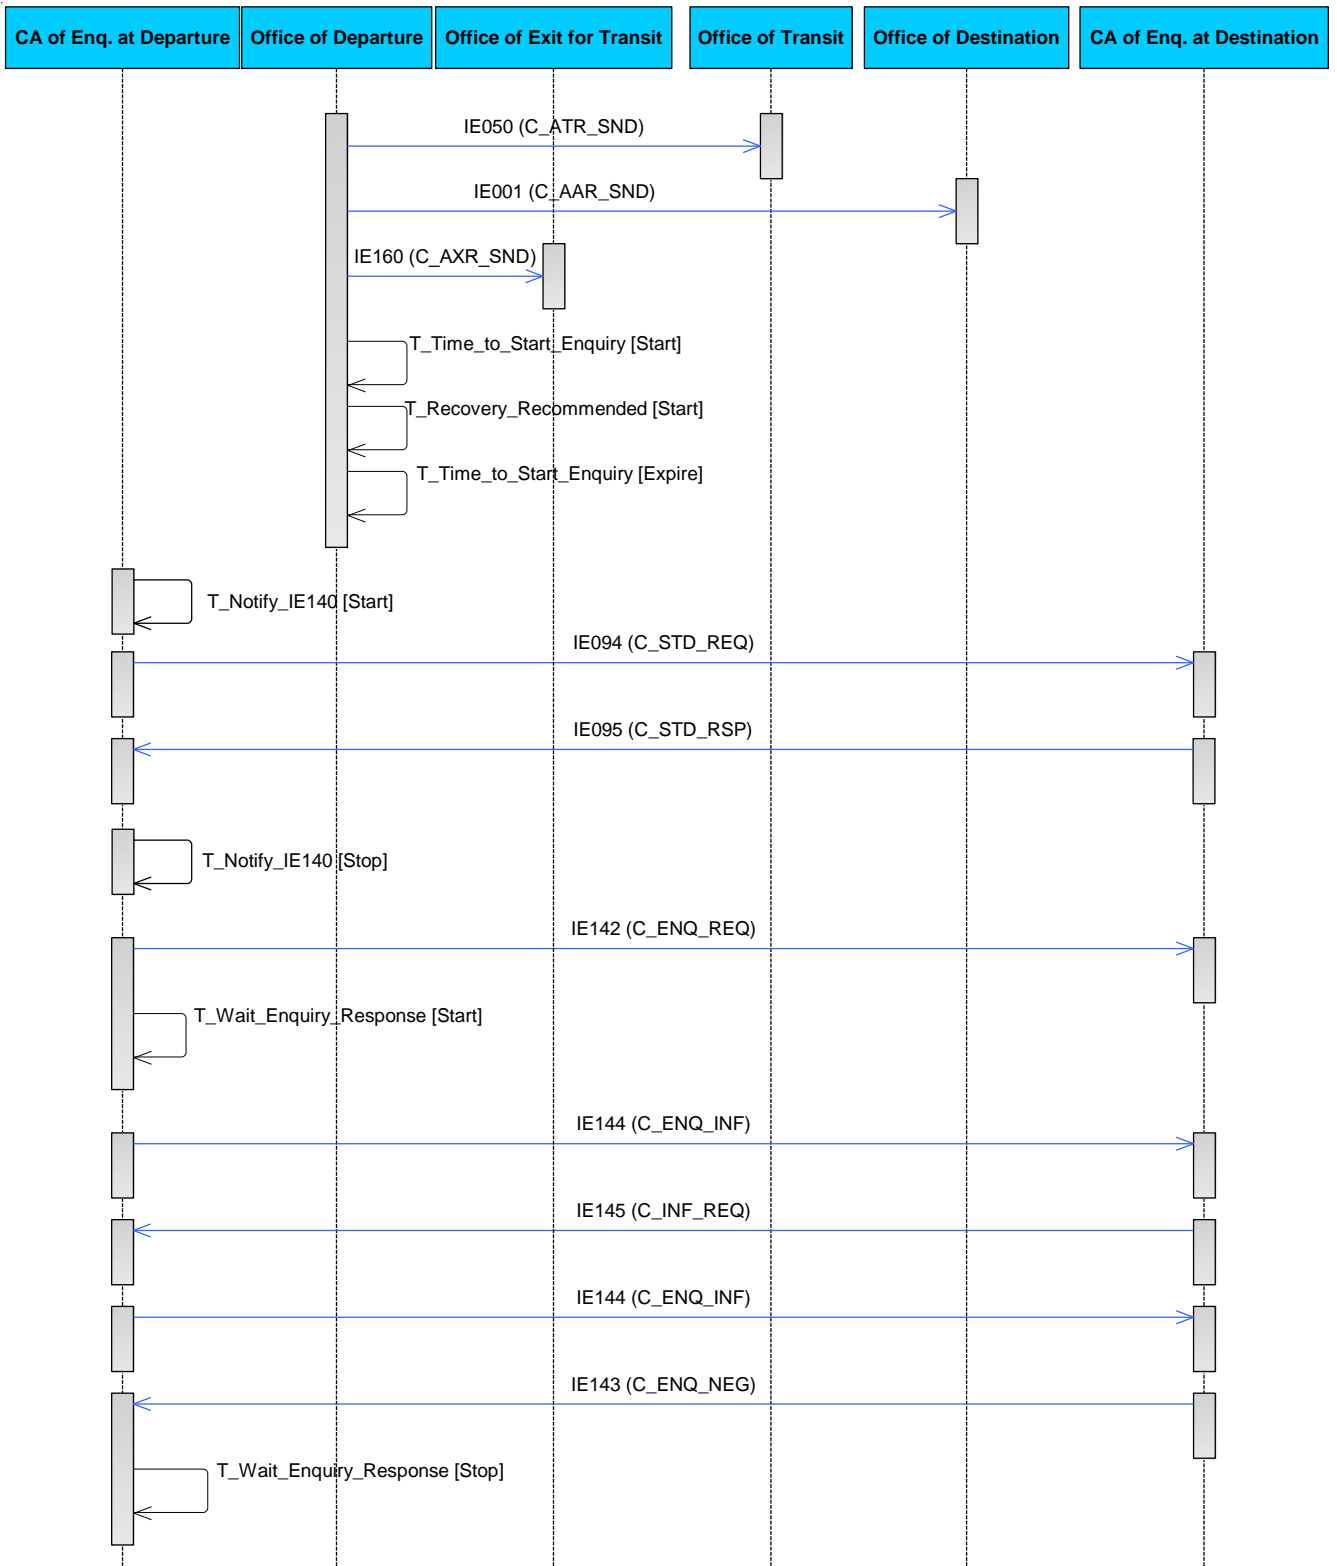 CA of Enq. at Departure
Office of Departure
Office of Exit for Transit
Office of Transit
Office of Destination
CA of Enq. at Destination
IE050 (C_ATR_SND)
IE001 (C_AAR_SND)
IE160 (C_AXR_SND)
T_Time_to_Start_Enquiry [Start]
T_Recovery_Recommended [Start]
T_Time_to_Start_Enquiry [Expire]
T_Notify_IE140 [Start]
IE094 (C_STD_REQ)
IE095 (C_STD_RSP)
T_Notify_IE140 [Stop]
IE142 (C_ENQ_REQ)
T_Wait_Enquiry_Response [Start]
IE144 (C_ENQ_INF)
IE145 (C_INF_REQ)
IE144 (C_ENQ_INF)
IE143 (C_ENQ_NEG)
T_Wait_Enquiry_Response [Stop]